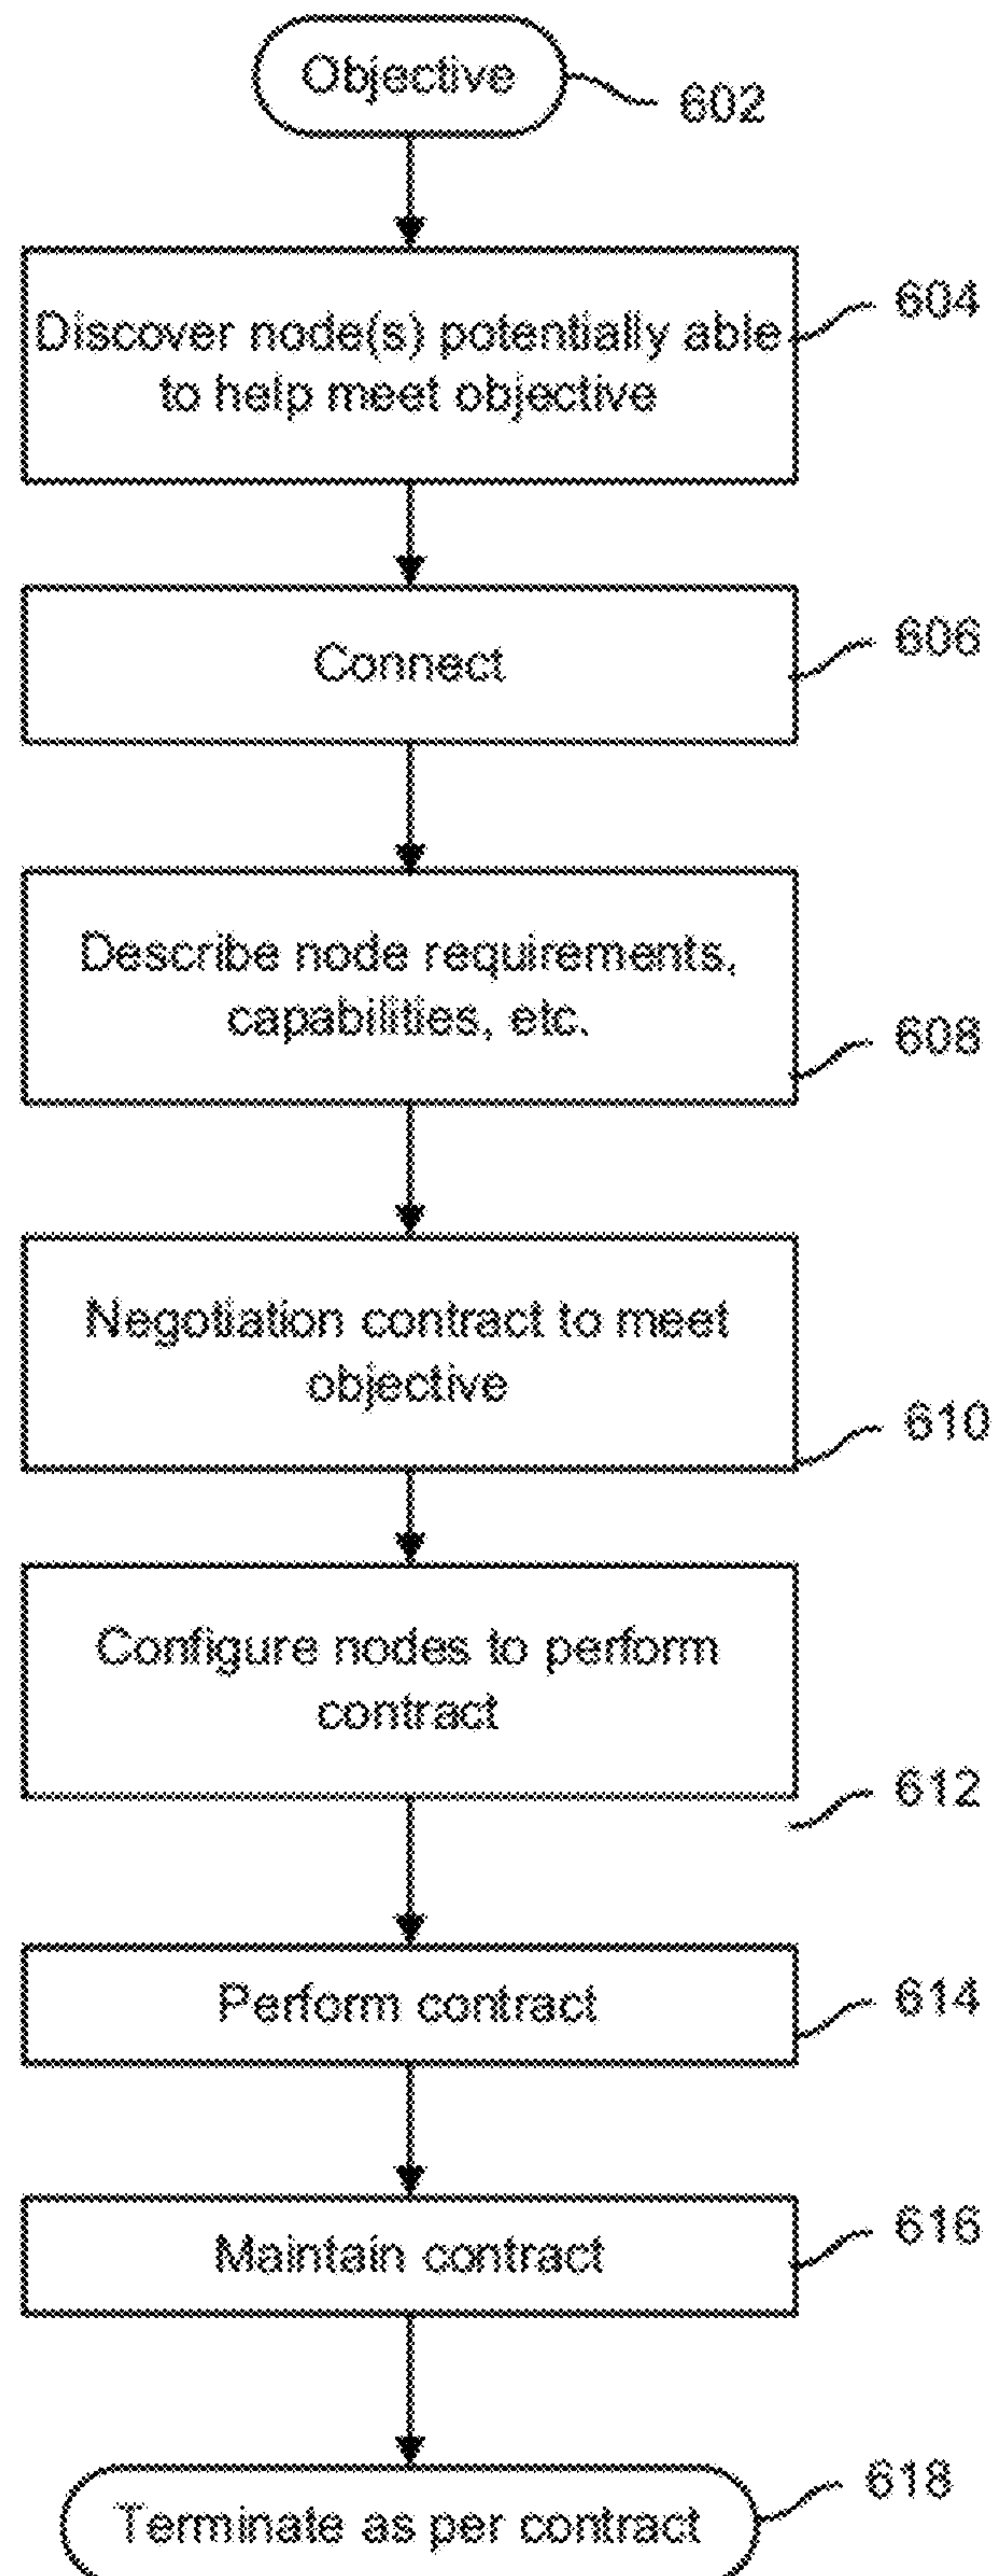 Objective
602
Discover node(s) potentially able
to help meet objective
604
Connect
606
Describe node requirements,
capabilities, etc.
608
Negotiation contract to meet
objective
610
Configure nodes to perform
contract
612
Perform contract
614
Maintain contract
616
Terminate as per contract
618